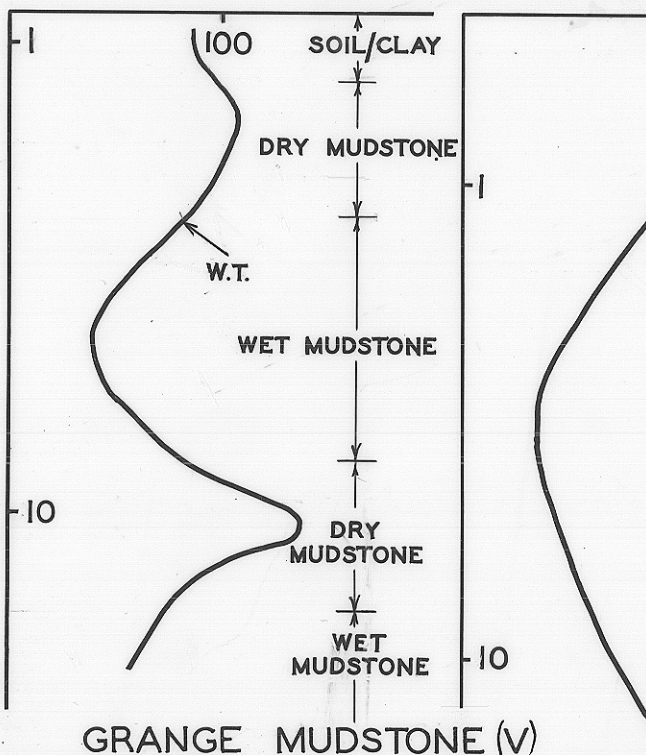 1
100
SOIL/CLAY
DRY MUDSTONE
1
W.T.
WET MUDSTONE
10
DRY
MUDSTONE
WET
MUDSTONE
10
GRANGE MUDSTONE (V)